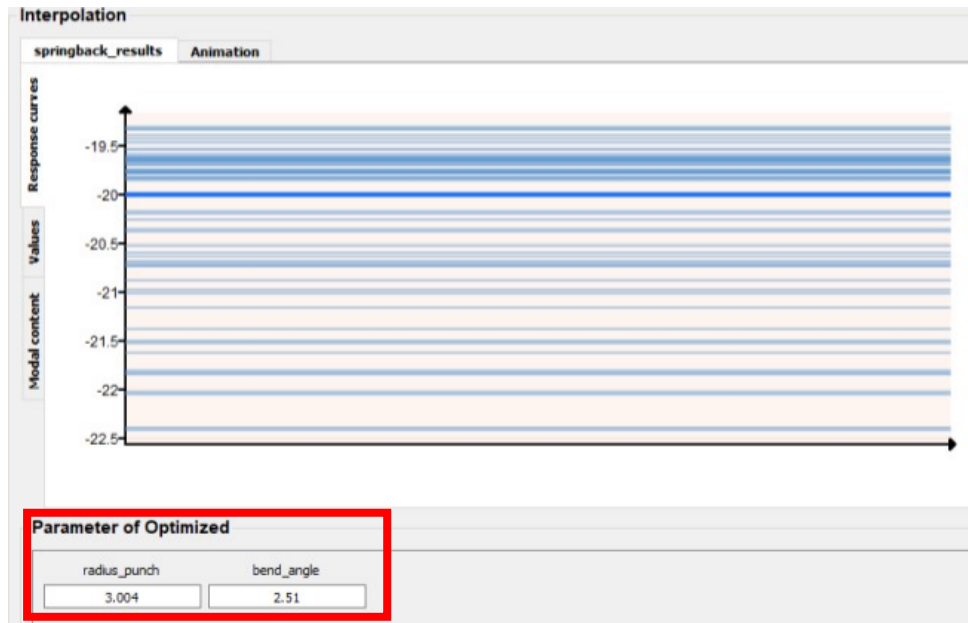 Interpolation
springback_results Animation
Response curves
Values
Modal content
-19.5
-20
-20.5
-21
-21.5
-22
-22.5
Parameter of Optimized
radius_punch bend_angle
3.004 2.51